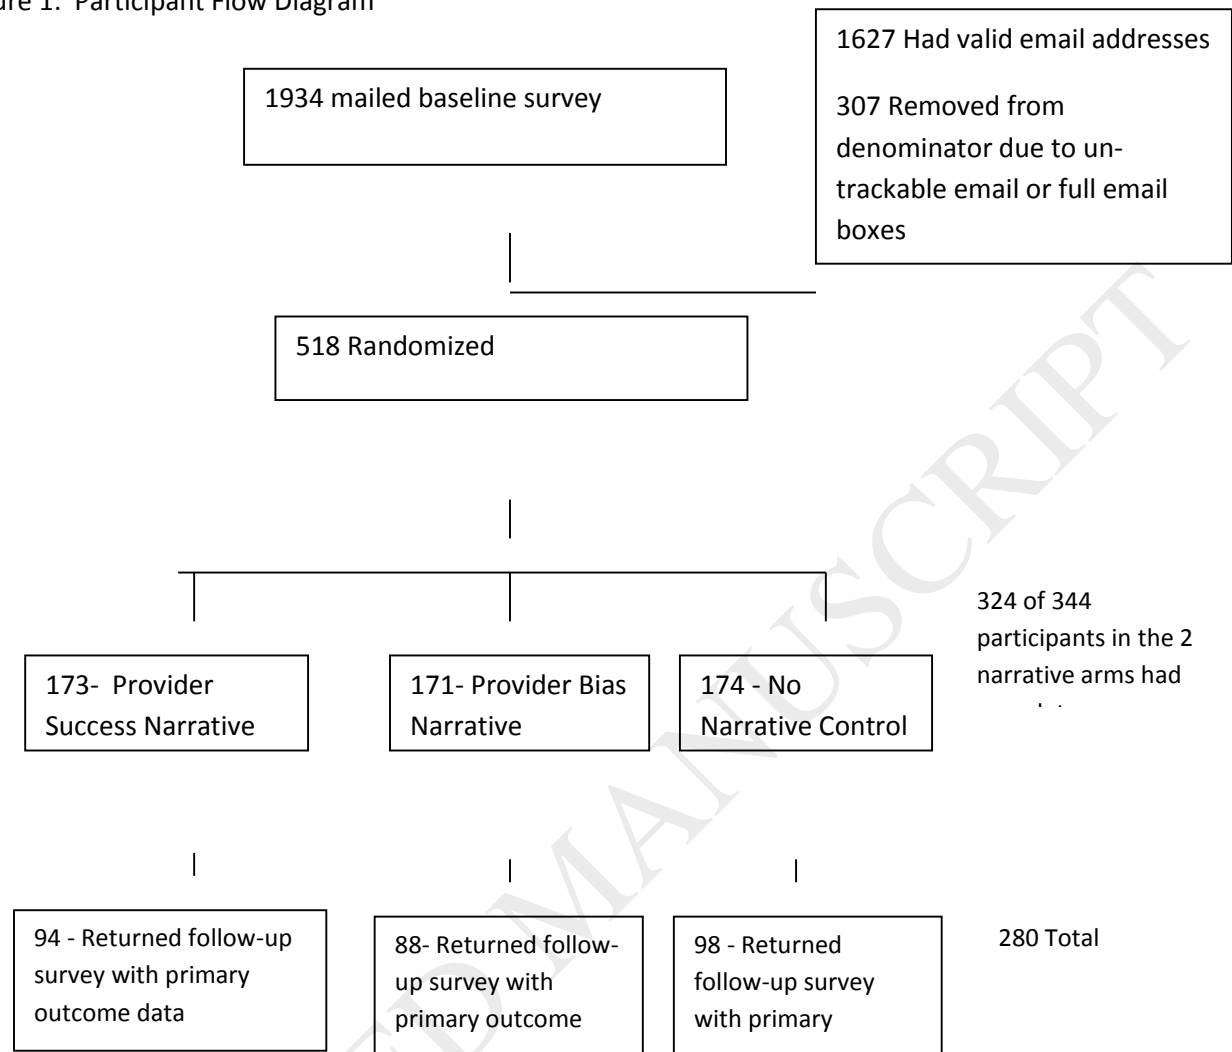 ure 1. Participant Flow Diagram
1627 Had valid email addresses
1934 mailed baseline survey
307 Removed from
denominator due to un-
trackable email or full email
boxes
518 Randomized
324 of 344
participants in the 2
narrative arms had
173- Provider
Success Narrative
171- Provider Bias
Narrative
174 - No
Narrative Control
94 - Returned follow-up
survey with primary
outcome data
88- Returned follow-
up survey with
primary outcome
98 - Returned
follow-up survey
with primary
280 Total
ED MANUSCRIPT